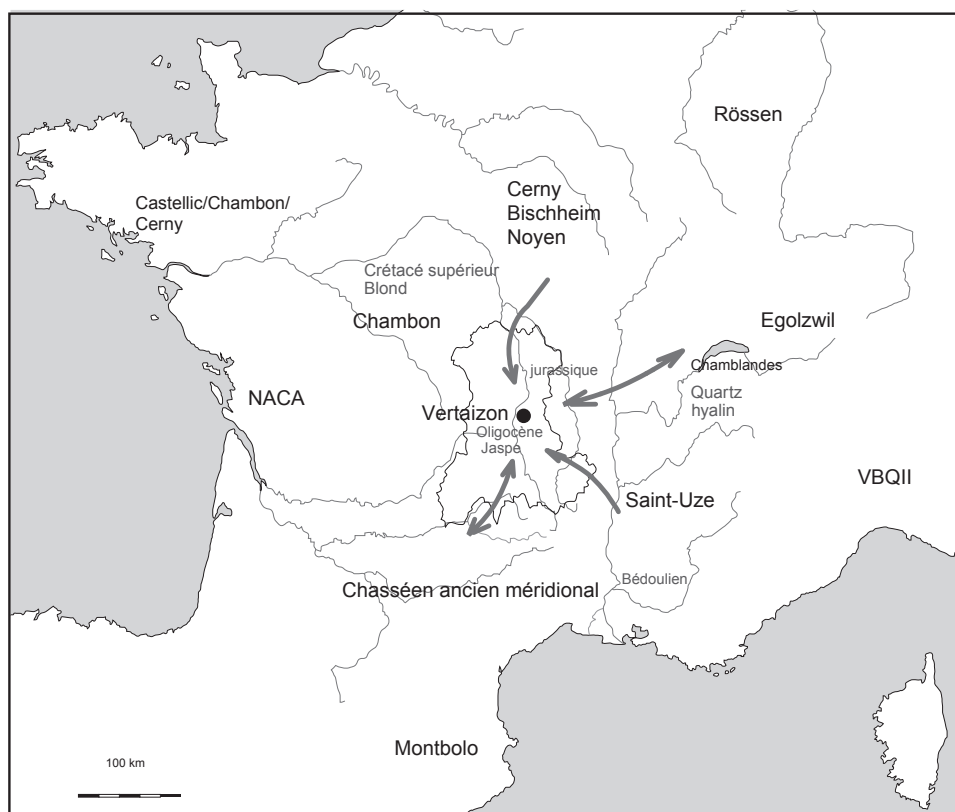 Rössen
Castellic/Chambon/
Cerny
Cerny
Bischheim
Noyen
Crétacé supérieur
Blond
Chambon
Egolzwil
Chamblandes
jurassique
Quartz
hyalin
NACA
Vertaizon
Oligocène
Jaspe
VBQII
Saint-Uze
Bédoulien
Chasséen ancien méridional
Montbolo
100 km